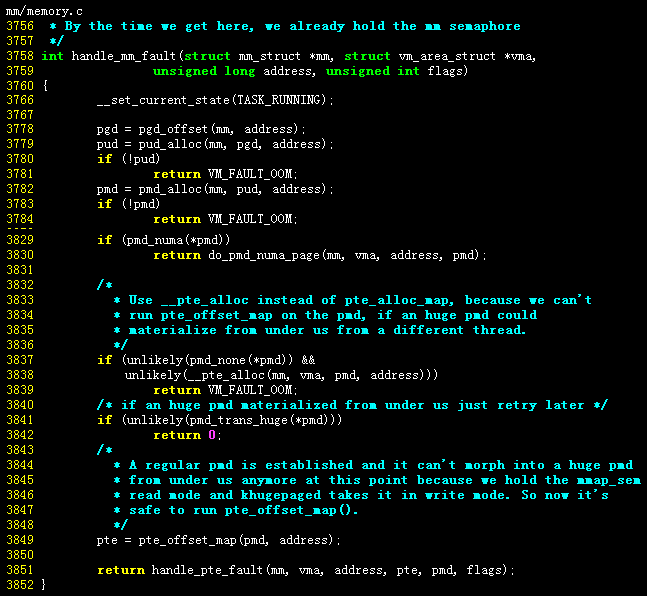 mm/memory.c
3756  * By the time we get here, we already hold the mm semaphore
3757  */
3758 int handle_mm_fault(struct mm_struct *mm, struct vm_area_struct *vma,
3759                 unsigned long address, unsigned int flags)
3760 {
3766         __set_current_state(TASK_RUNNING);
3767
3778         pgd = pgd_offset(mm, address);
3779         pud = pud_alloc(mm, pgd, address);
3780         if (!pud)
3781                 return VM_FAULT_OOM;
3782         pmd = pmd_alloc(mm, pud, address);
3783         if (!pmd)
3784                 return VM_FAULT_OOM;
----
3829         if (pmd_numa(*pmd))
3830                 return do_pmd_numa_page(mm, vma, address, pmd);
3831
3832         /*
3833          * Use __pte_alloc instead of pte_alloc_map, because we can't
3834          * run pte_offset_map on the pmd, if an huge pmd could
3835          * materialize from under us from a different thread.
3836          */
3837         if (unlikely(pmd_none(*pmd)) &&
3838             unlikely(__pte_alloc(mm, vma, pmd, address)))
3839                 return VM_FAULT_OOM;
3840         /* if an huge pmd materialized from under us just retry later */
3841         if (unlikely(pmd_trans_huge(*pmd)))
3842                 return 0;
3843         /*
3844          * A regular pmd is established and it can't morph into a huge pmd
3845          * from under us anymore at this point because we hold the mmap_sem
3846          * read mode and khugepaged takes it in write mode. So now it's
3847          * safe to run pte_offset_map().
3848          */
3849         pte = pte_offset_map(pmd, address);
3850
3851         return handle_pte_fault(mm, vma, address, pte, pmd, flags);
3852 }